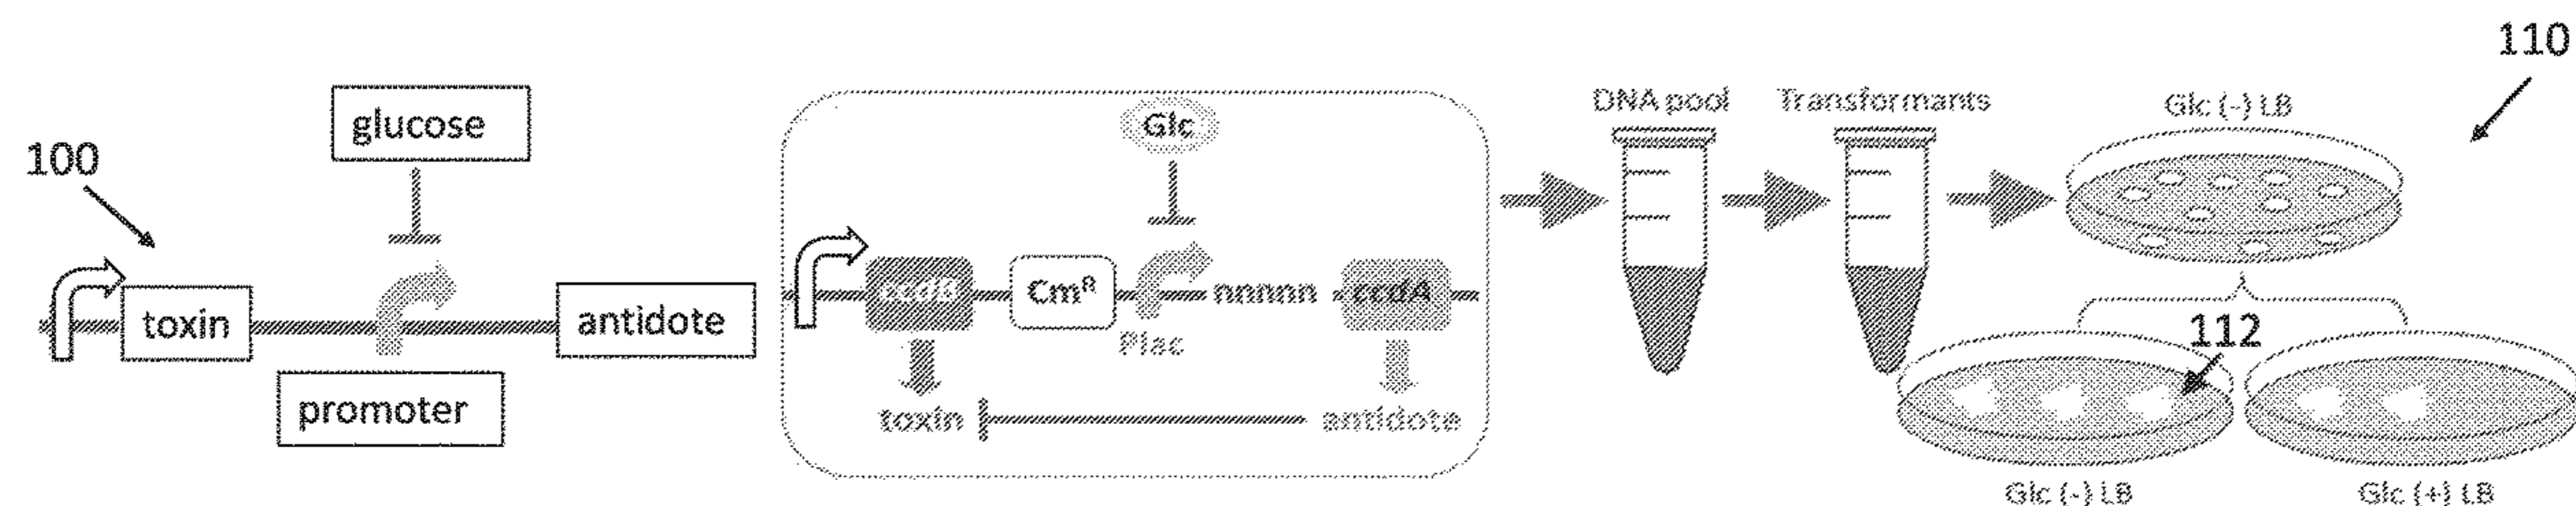 100
glucose
toxin
promoter
antidote
Glc
ccdB
Cmᴿ
Plac
nnnnn
ccdA
toxin
antidote
DNA pool
Transformants
Glc (-) LB
110
112
Glc (-) LB
Glc (+) LB